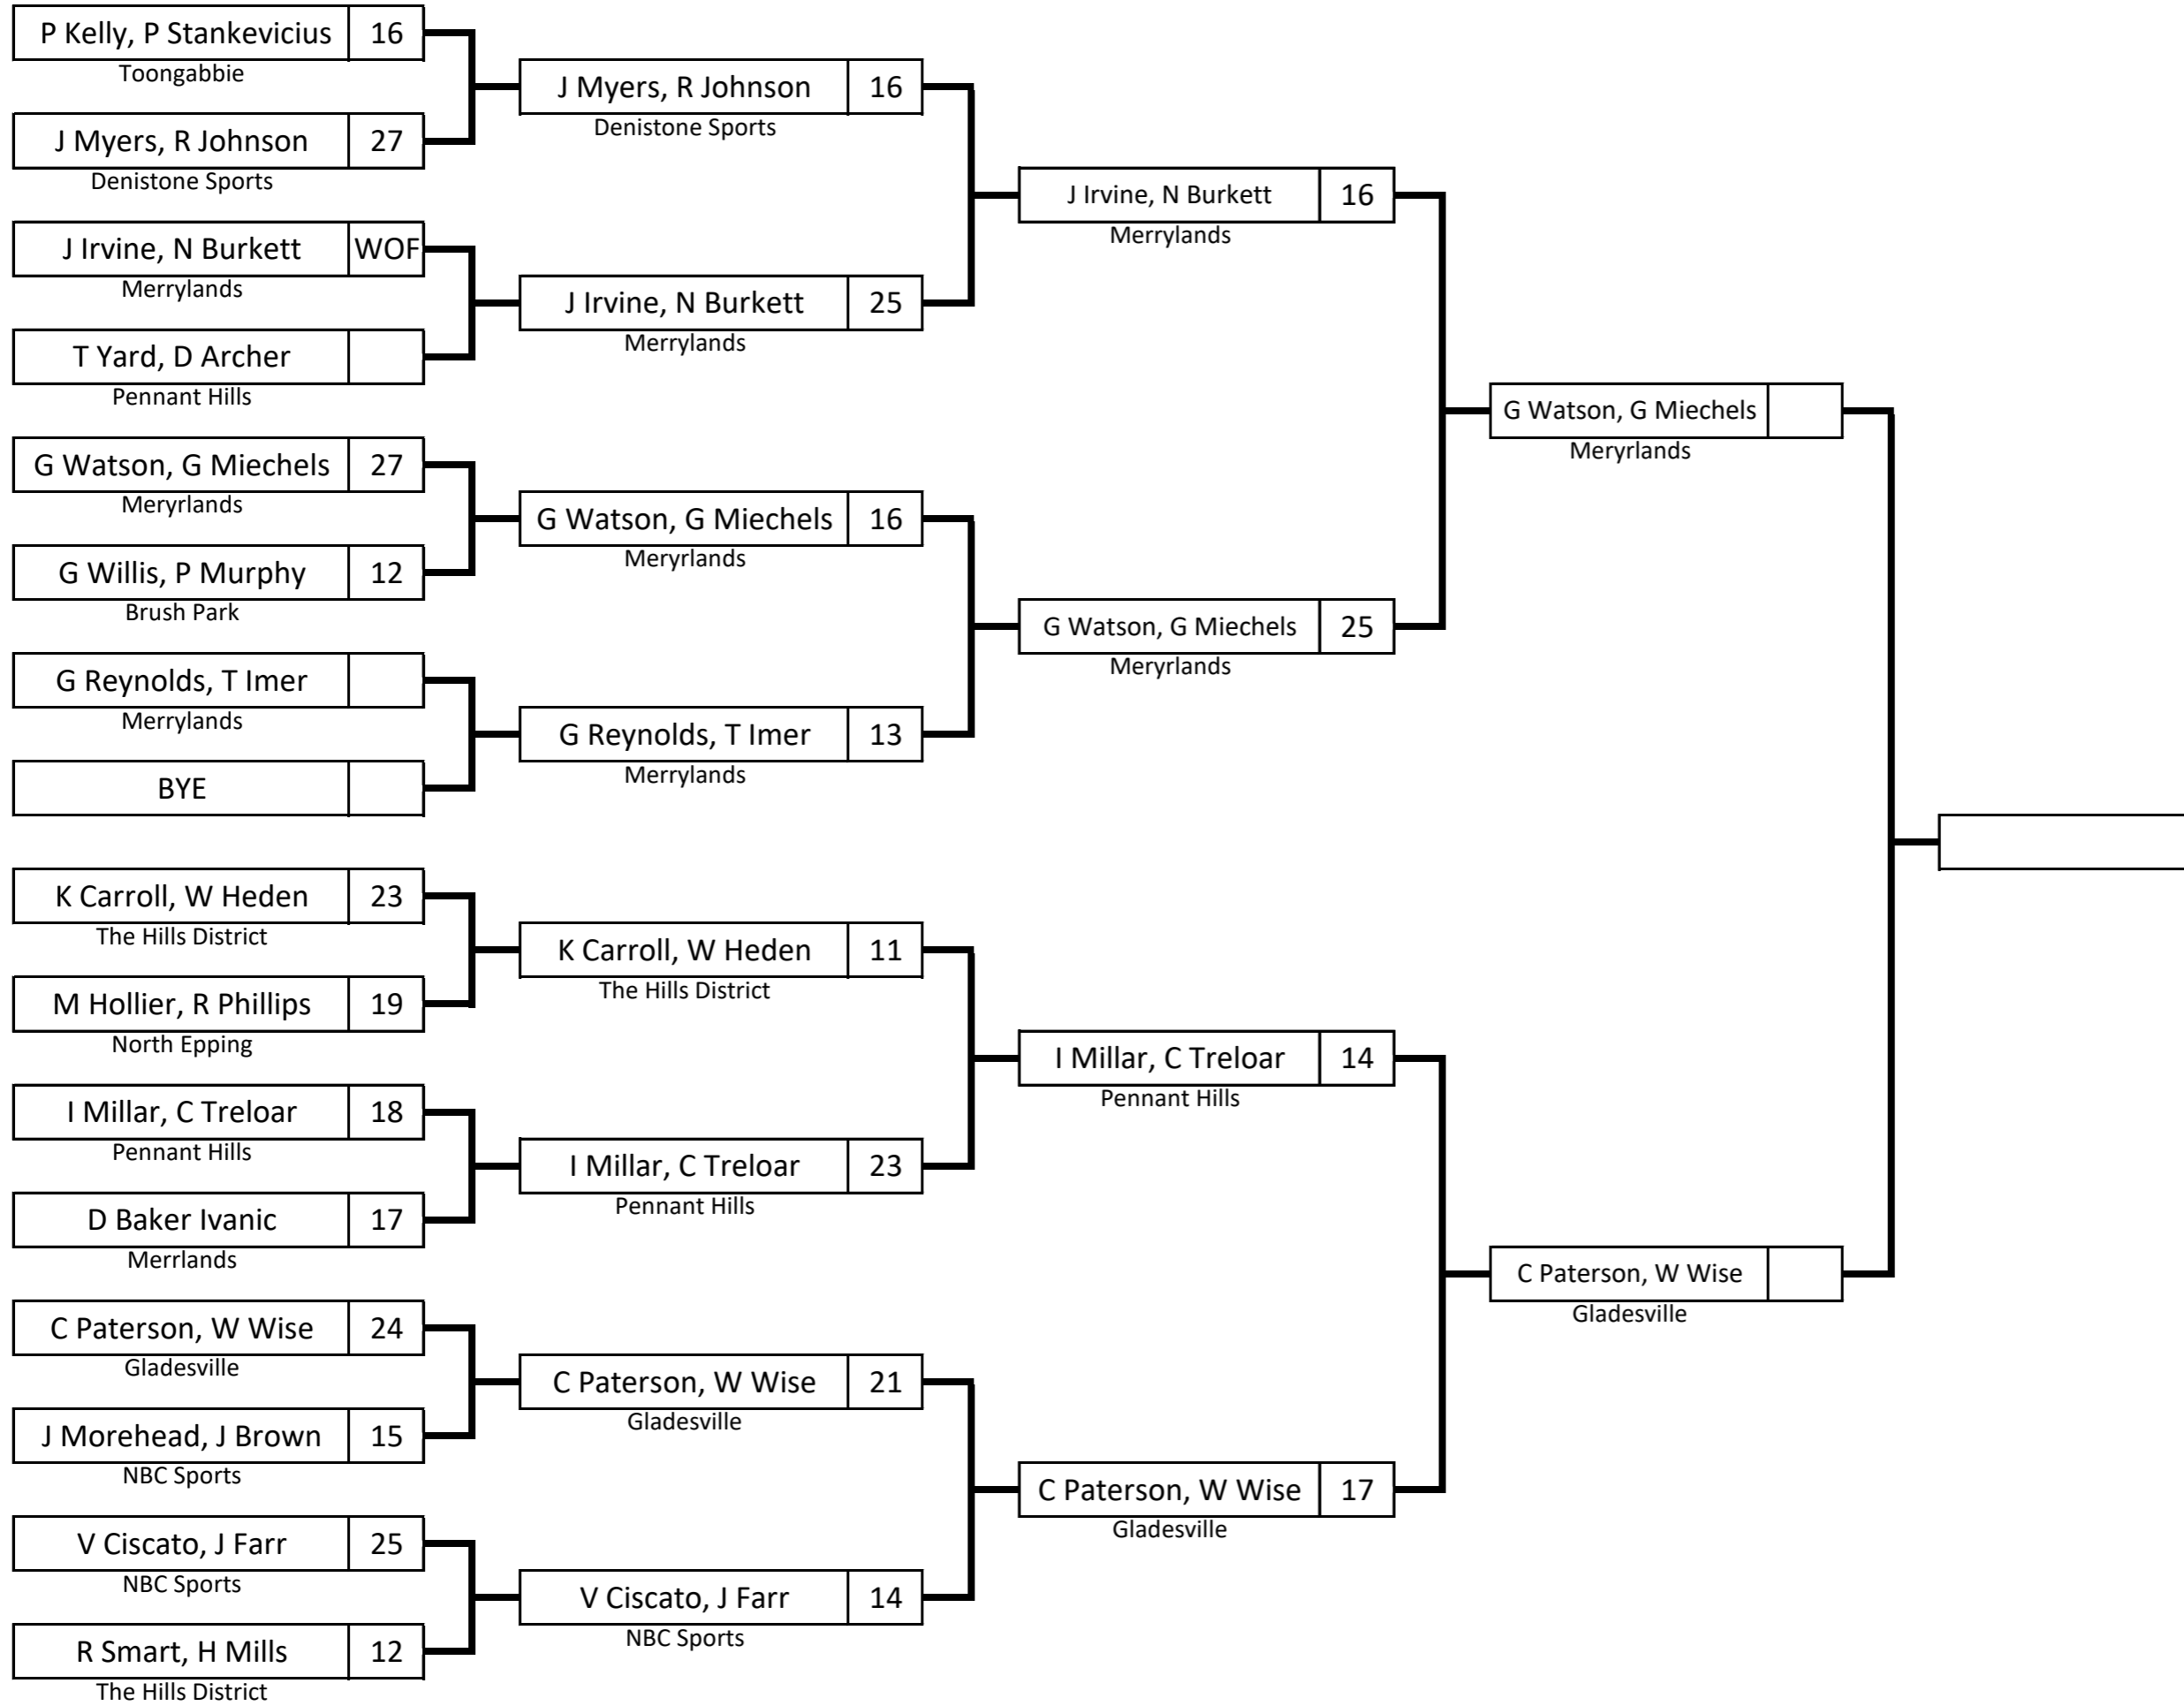 P Kelly, P Stankevicius 16
Toongabbie
J Myers, R Johnson 27
Denistone Sports
J Irvine, N Burkett WOF
Merrylands
T Yard, D Archer
Pennant Hills
G Watson, G Miechels 27
Meryrlands
G Willis, P Murphy 12
Brush Park
G Reynolds, T Imer
Merrylands
BYE
K Carroll, W Heden 23
The Hills District
M Hollier, R Phillips 19
North Epping
I Millar, C Treloar 18
Pennant Hills
D Baker Ivanic 17
Merrlands
C Paterson, W Wise 24
Gladesville
J Morehead, J Brown 15
NBC Sports
V Ciscato, J Farr 25
NBC Sports
R Smart, H Mills 12
The Hills District
J Myers, R Johnson 16
Denistone Sports
J Irvine, N Burkett 25
Merrylands
G Watson, G Miechels 16
Meryrlands
G Reynolds, T Imer 13
Merrylands
K Carroll, W Heden 11
The Hills District
I Millar, C Treloar 23
Pennant Hills
C Paterson, W Wise 21
Gladesville
V Ciscato, J Farr 14
NBC Sports
J Irvine, N Burkett 16
Merrylands
G Watson, G Miechels 25
Meryrlands
I Millar, C Treloar 14
Pennant Hills
C Paterson, W Wise 17
Gladesville
G Watson, G Miechels
Meryrlands
C Paterson, W Wise
Gladesville